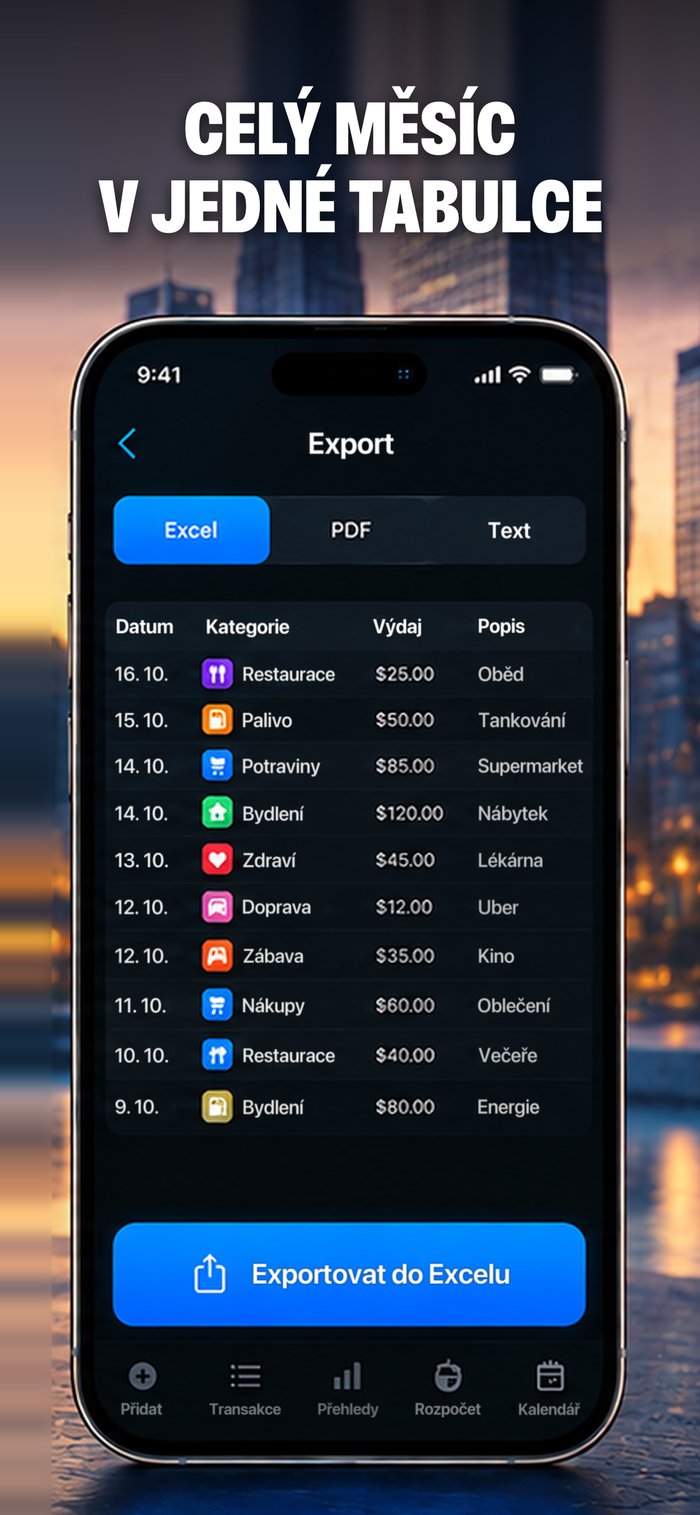 CELÝ MĚSÍC
V JEDNÉ TABULCE
9:41
Export
Excel PDF Text
Datum Kategorie Výdaj Popis
16. 10. Restaurace $25.00 Oběd
15. 10. Palivo $50.00 Tankování
14. 10. Potraviny $85.00 Supermarket
14. 10. Bydlení $120.00 Nábytek
13. 10. Zdraví $45.00 Lékárna
12. 10. Doprava $12.00 Uber
12. 10. Zábava $35.00 Kino
11. 10. Nákupy $60.00 Oblečení
10. 10. Restaurace $40.00 Večeře
9. 10. Bydlení $80.00 Energie
Exportovat do Excelu
Přidat Transakce Přehledy Rozpočet Kalendář